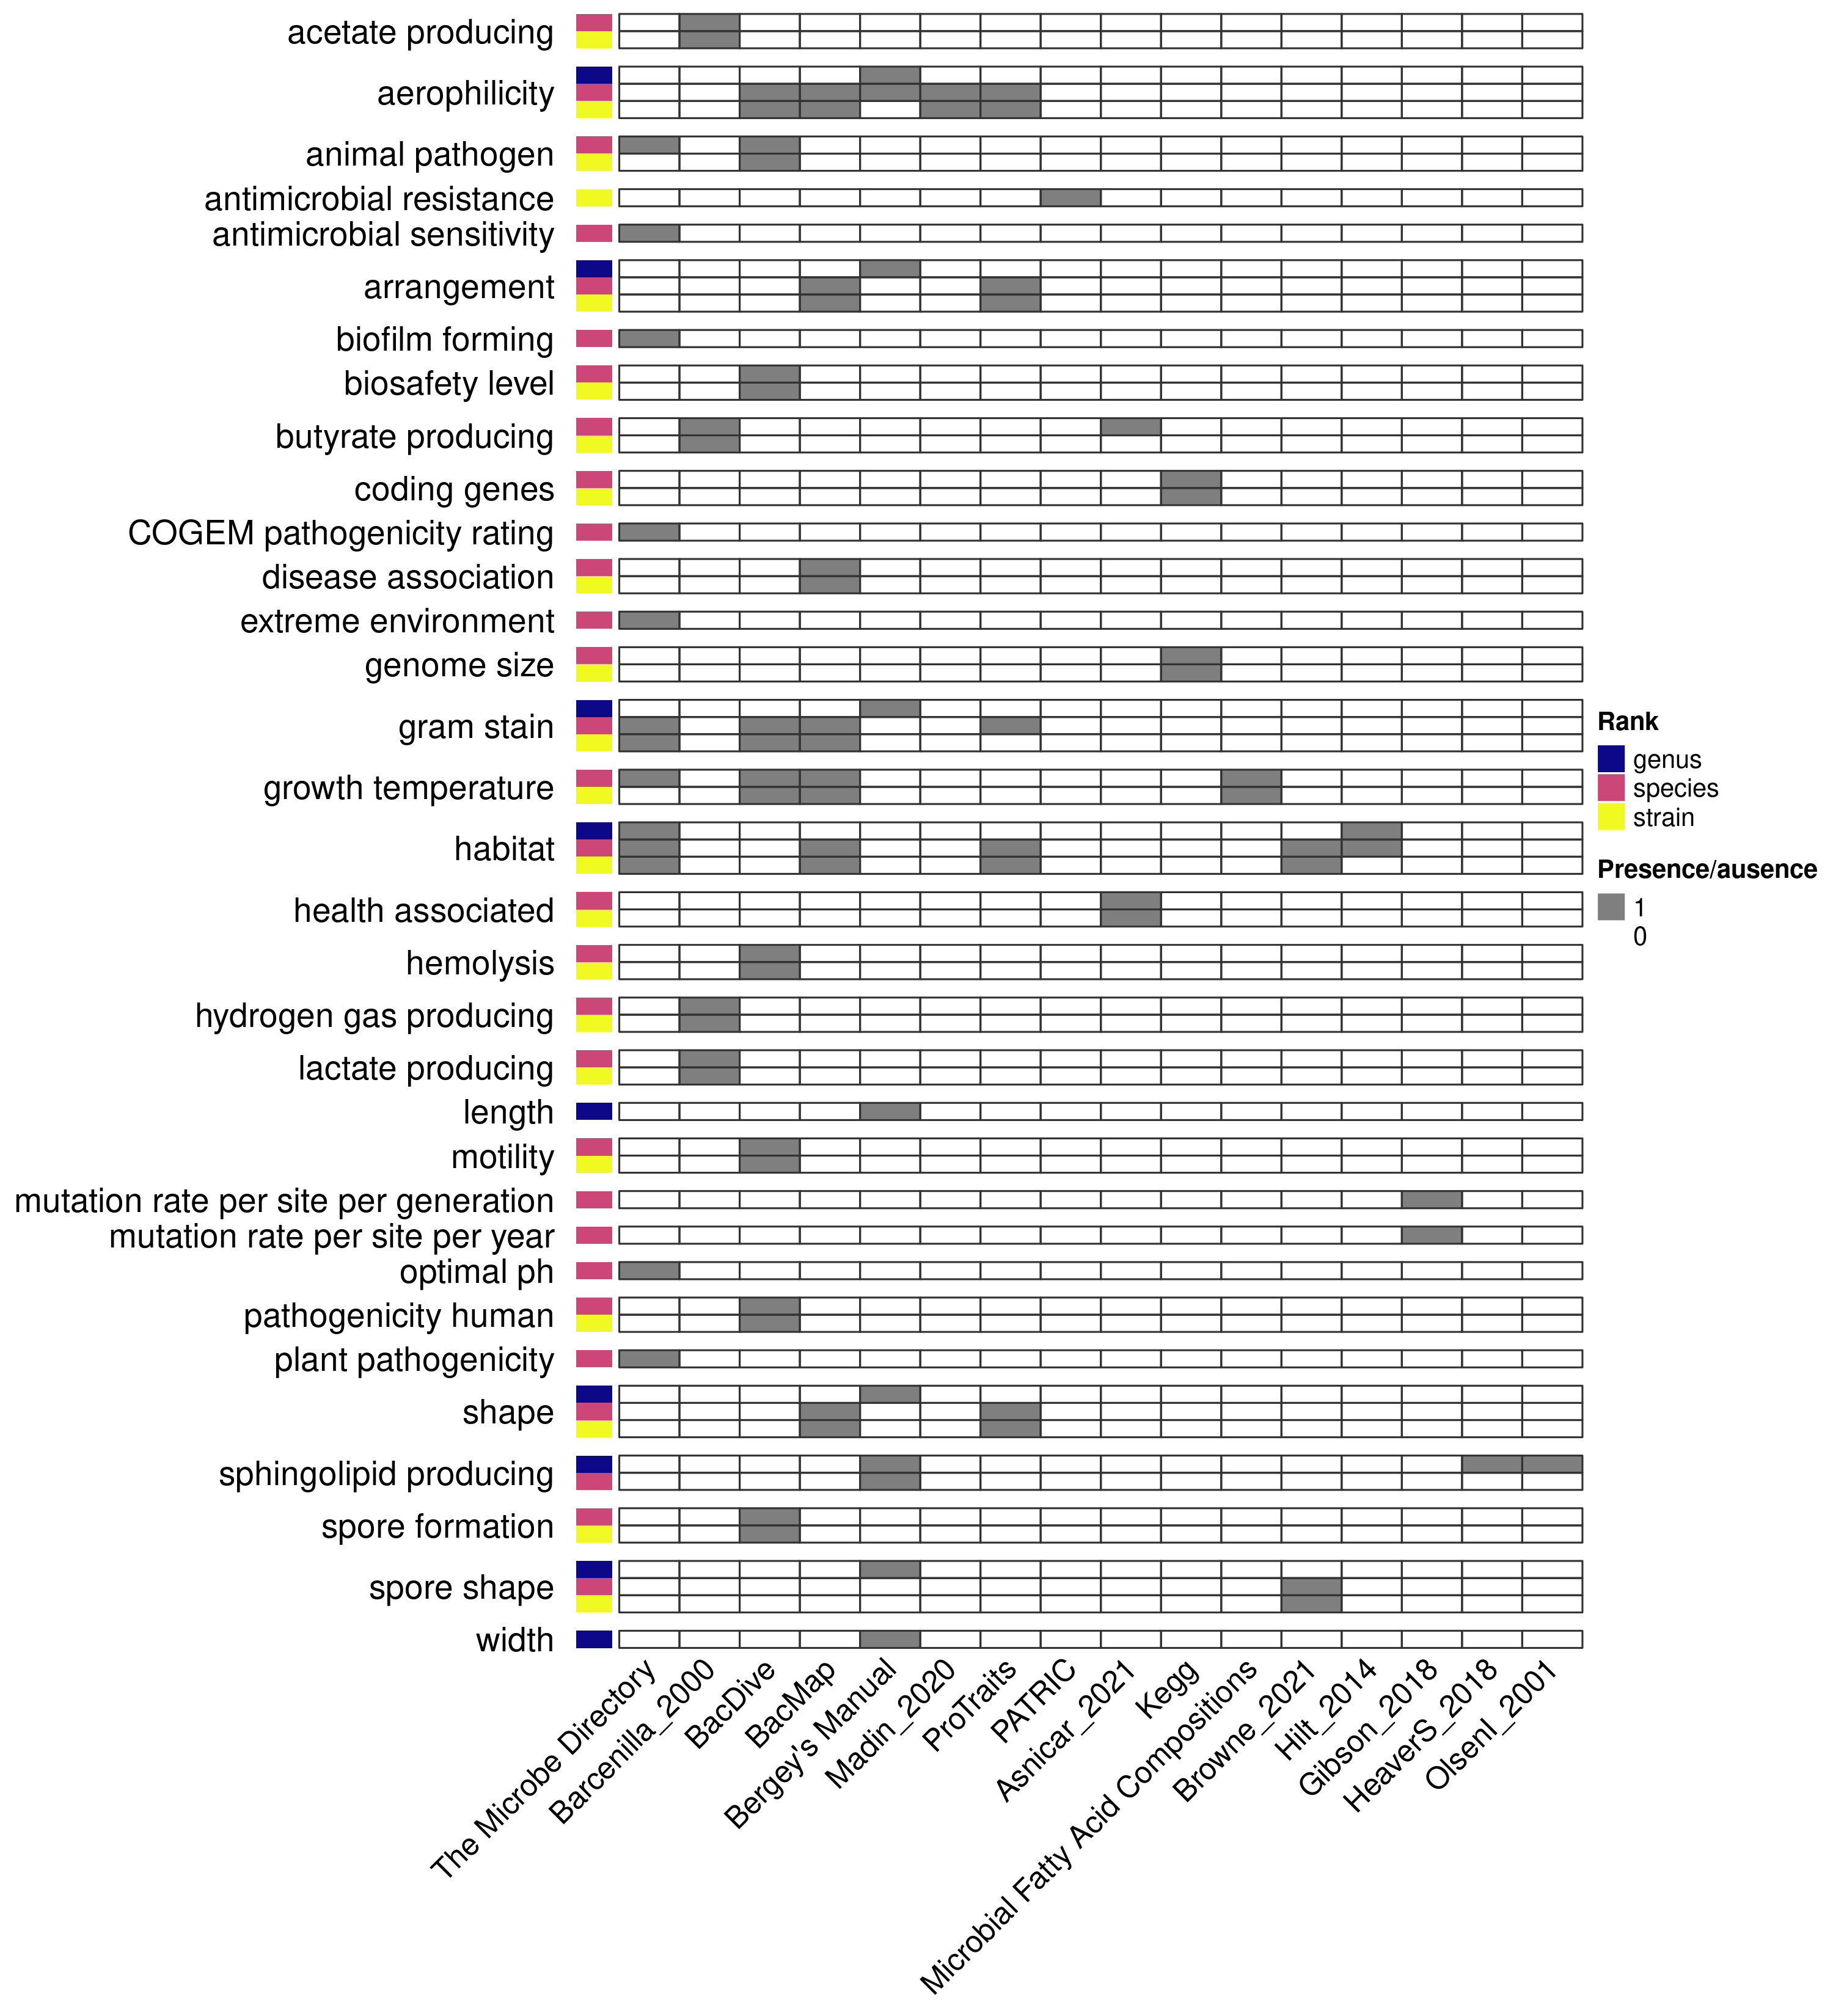 acetate producing
aerophilicity
animal pathogen
antimicrobial resistance
antimicrobial sensitivity
arrangement
biofilm forming
biosafety level
butyrate producing
coding genes
COGEM pathogenicity rating
disease association
extreme environment
genome size
gram stain
growth temperature
habitat
health associated
hemolysis
hydrogen gas producing
lactate producing
length
motility
mutation rate per site per generation
mutation rate per site per year
optimal ph
pathogenicity human
plant pathogenicity
shape
sphingolipid producing
spore formation
spore shape
width
The Microbe Directory
Barcenilla_2000
BacDive
BacMap
Bergey's Manual
Madin_2020
ProTraits
PATRIC
Asnicar_2021
Kegg
Microbial Fatty Acid Compositions
Browne_2021
Hilt_2014
Gibson_2018
HeaverS_2018
OlsenI_2001
Rank
genus
species
strain
Presence/ausence
1
0